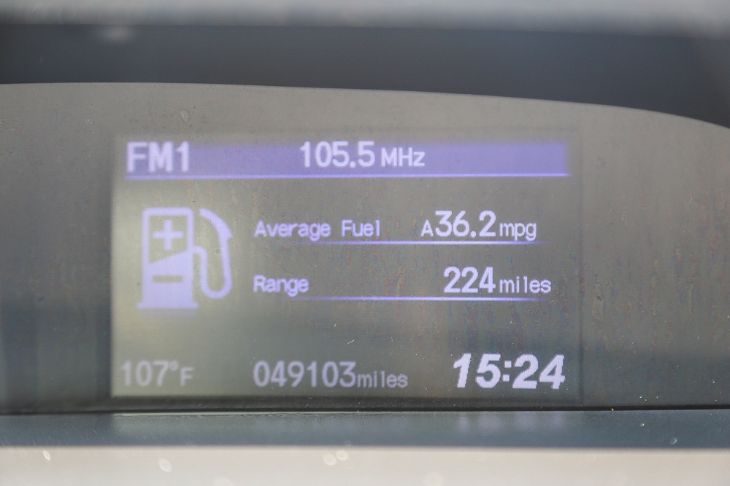 FM1 105.5 MHz
Average Fuel A36.2 mpg
Range 224 miles
107°F 049103 miles 15:24